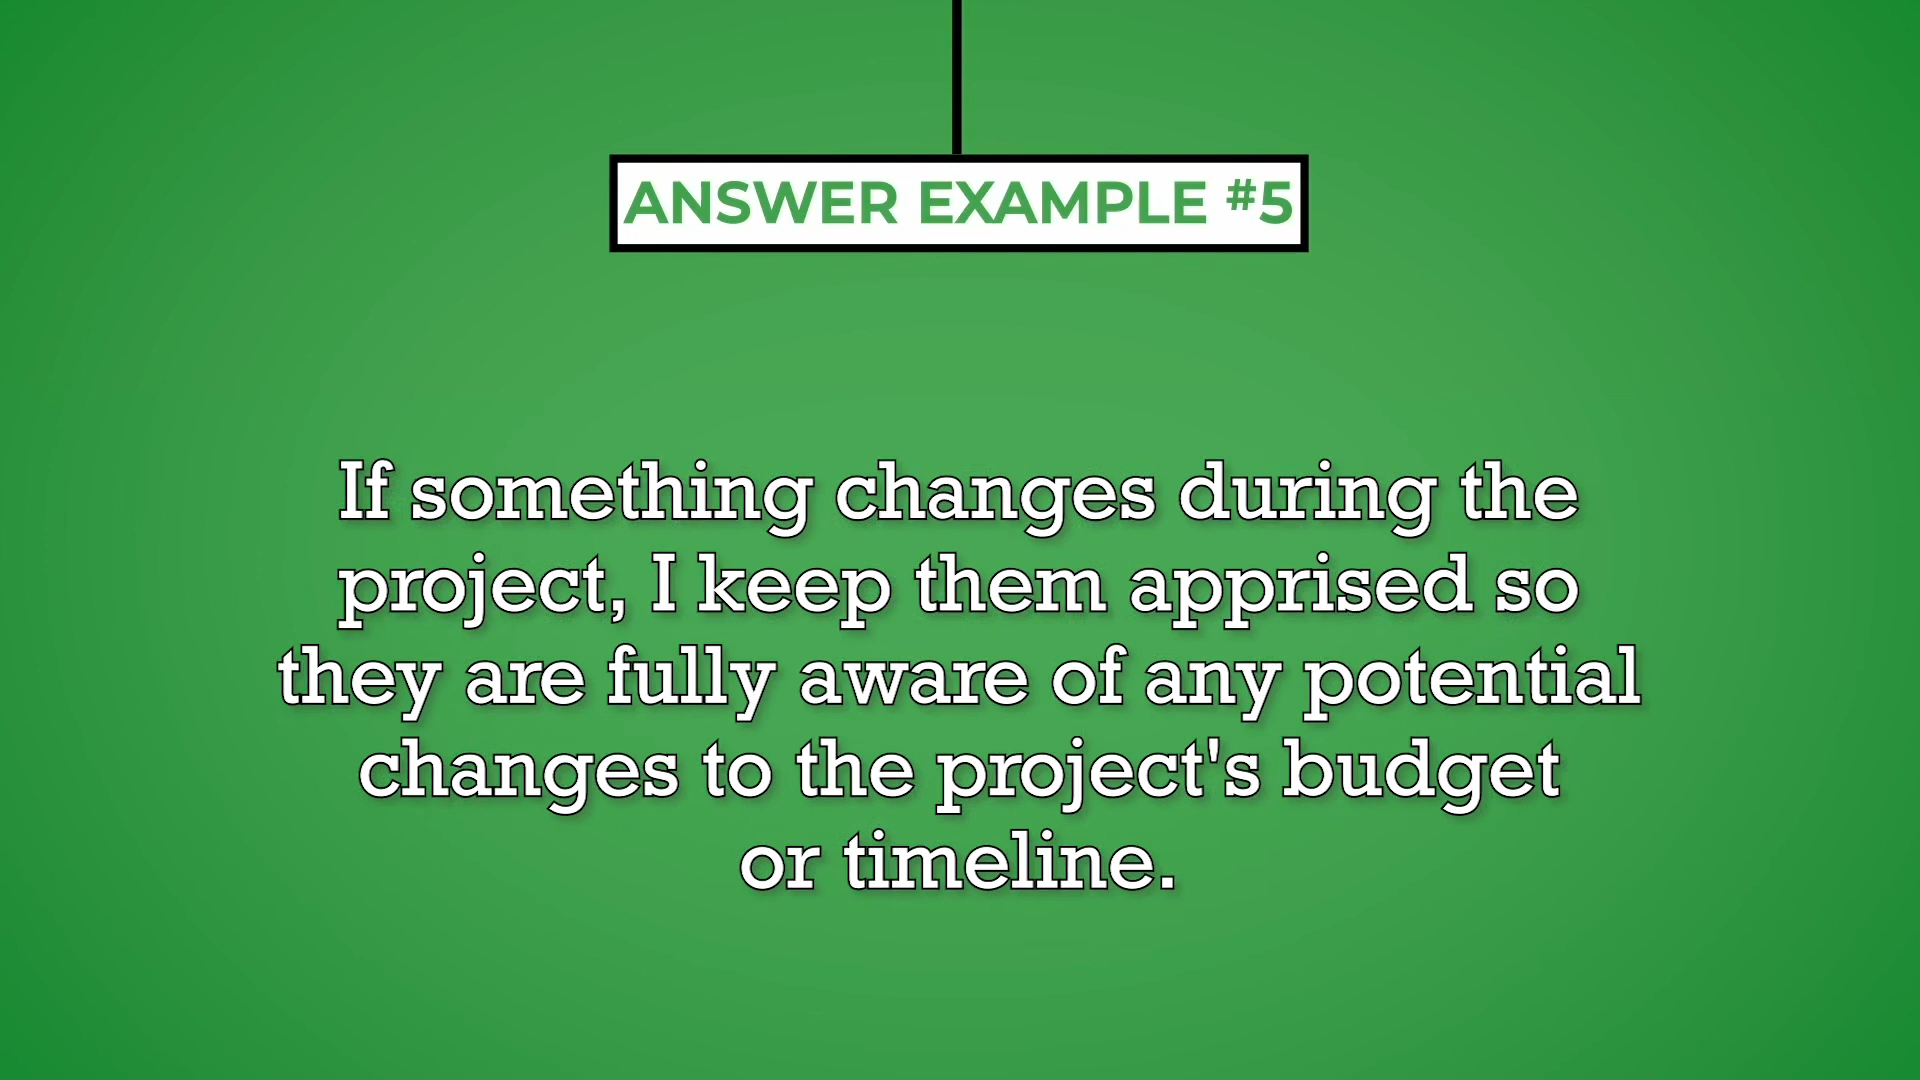 ANSWER EXAMPLE #5
If something changes during the
project, I keep them apprised so
they are fully aware of any potential
changes to the project's budget
or timeline.